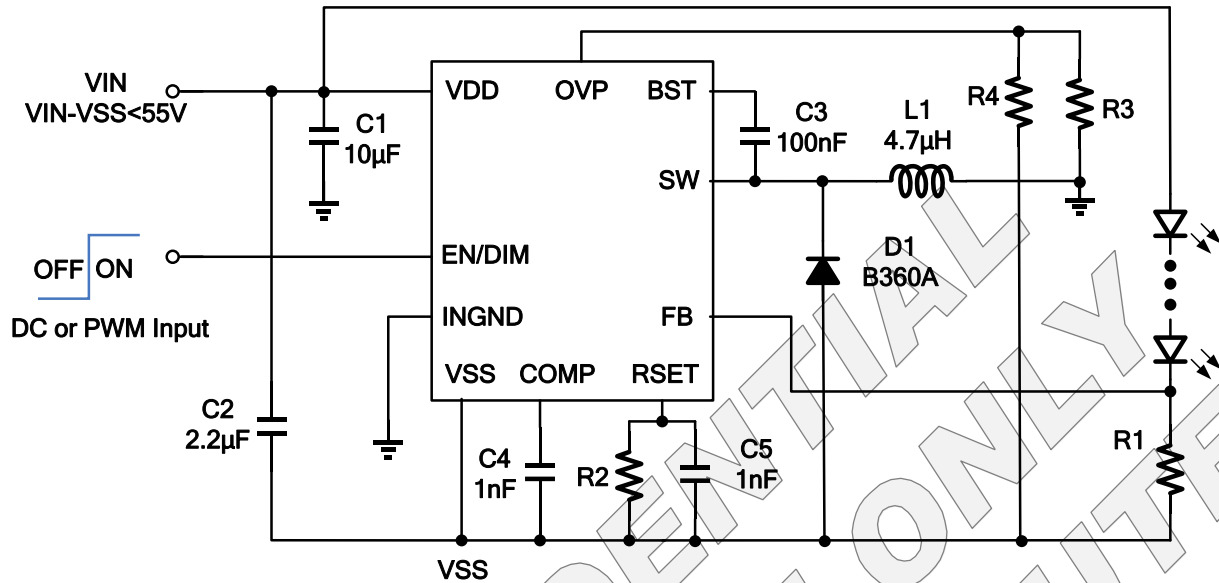 VIN
VIN-VSS<55V
VDD
OVP
BST
C1
10µF
C3
100nF
L1
4.7µH
R4
R3
SW
OFF
ON
DC or PWM Input
EN/DIM
D1
B360A
INGND
FB
VSS
COMP
RSET
C2
2.2µF
C4
1nF
R2
C5
1nF
R1
VSS
ENTIAL
ONLY